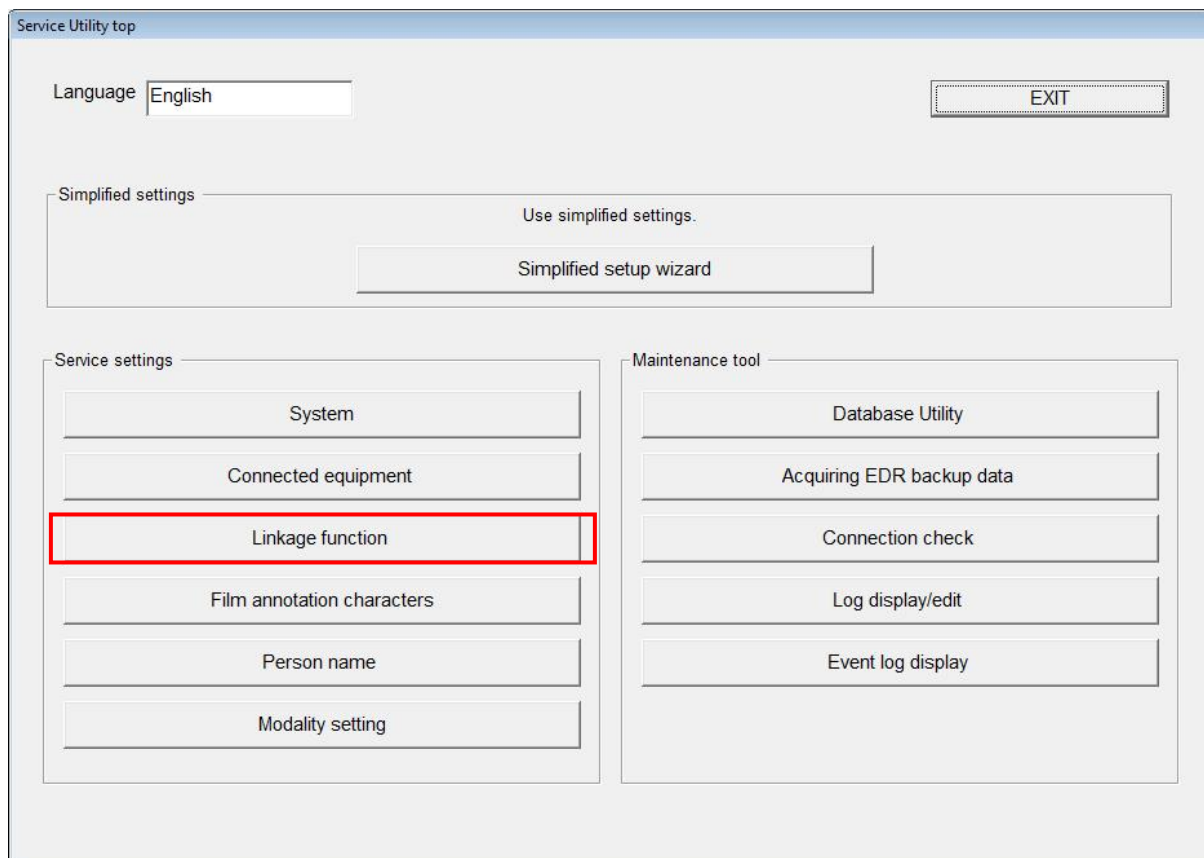 Service Utility top
Language English
EXIT
Simplified settings
Use simplified settings.
Simplified setup wizard
Service settings
System
Connected equipment
Linkage function
Film annotation characters
Person name
Modality setting
Maintenance tool
Database Utility
Acquiring EDR backup data
Connection check
Log display/edit
Event log display